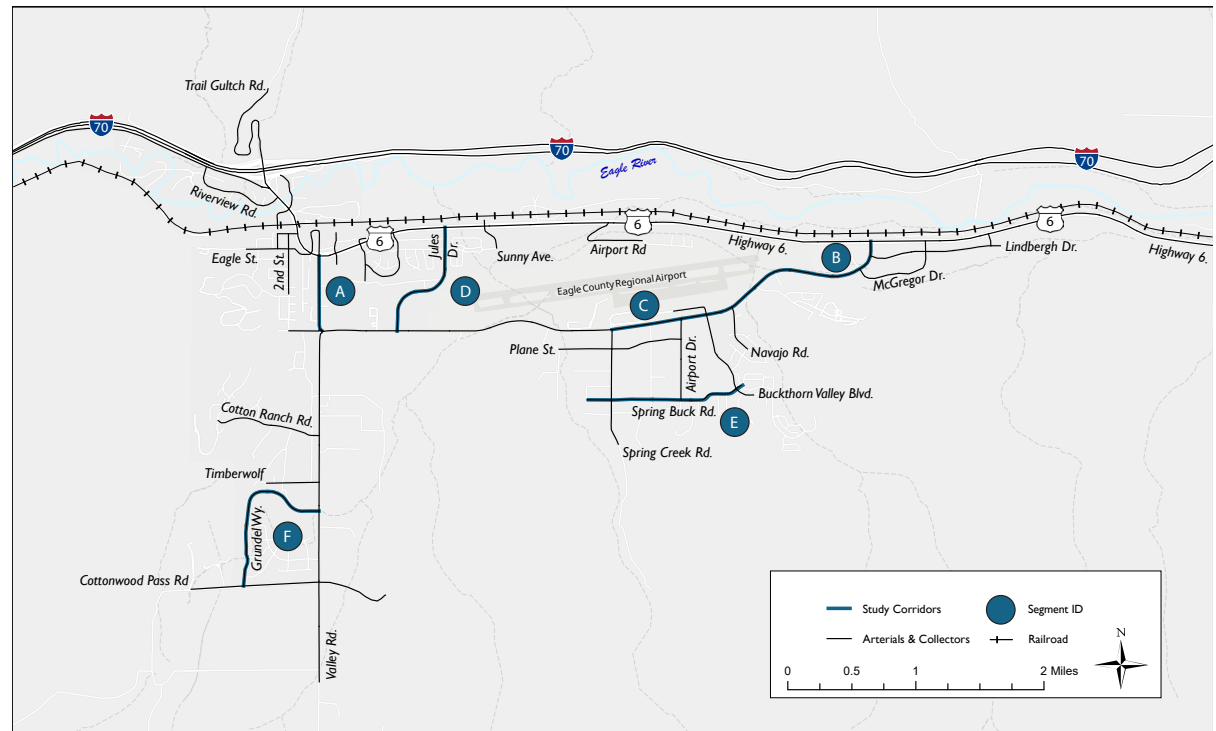 Trail Gultch Rd.
70
70
70
Eagle River
Riverview Rd.
6
6
6
Highway 6.
Highway 6.
Lindbergh Dr.
Eagle St.
2nd St.
Jules
Dr.
Sunny Ave.
Airport Rd
B
McGregor Dr.
A
D
Eagle County Regional Airport
C
Plane St.
Airport Dr.
Navajo Rd.
Buckthorn Valley Blvd.
Spring Buck Rd.
E
Cotton Ranch Rd.
Spring Creek Rd.
Timberwolf
Grundel Wy.
F
Cottonwood Pass Rd
Valley Rd.
Study Corridors
Segment ID
Arterials & Collectors
Railroad
N
0 0.5 1 2 Miles